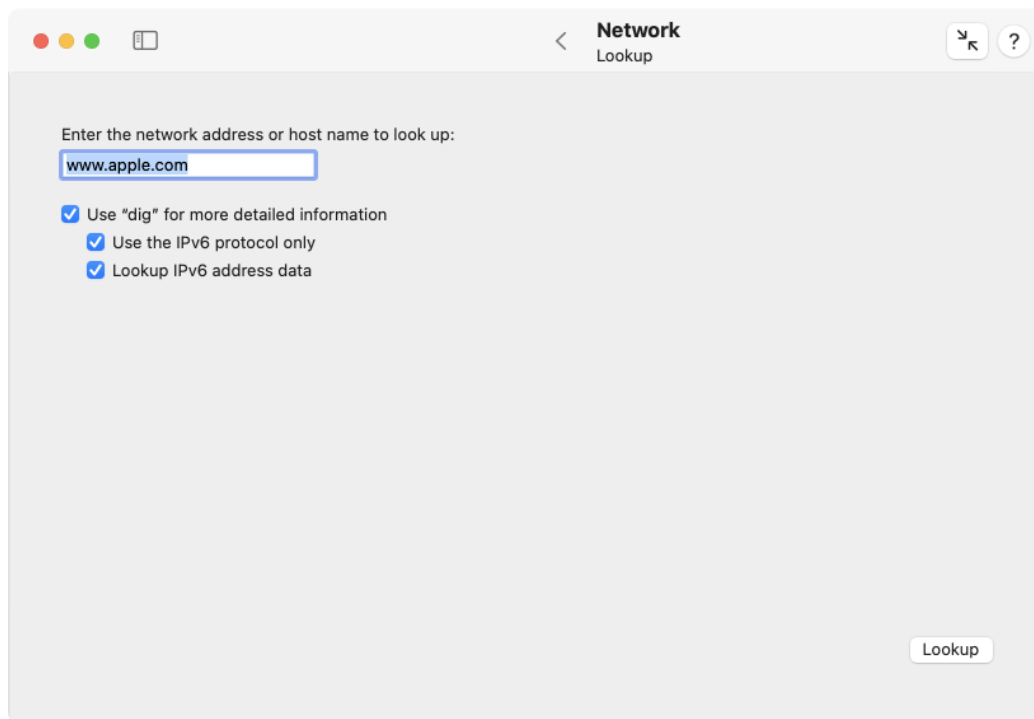 Network
Lookup
?
Enter the network address or host name to look up:
www.apple.com
Use “dig” for more detailed information
Use the IPv6 protocol only
Lookup IPv6 address data
Lookup